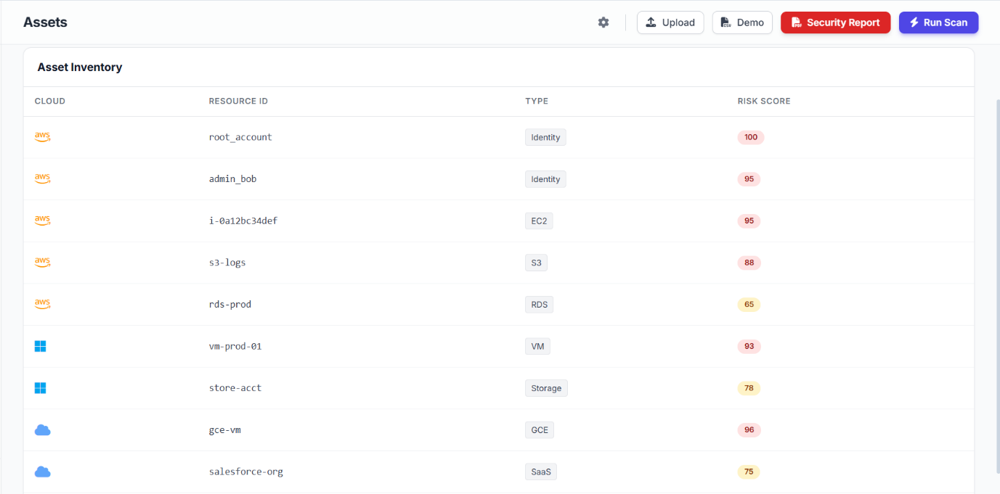 Assets Upload Demo Security Report Run Scan
Asset Inventory
CLOUD RESOURCE ID TYPE RISK SCORE
aws root_account Identity 100
aws admin_bob Identity 95
aws i-0a12bc34def EC2 95
aws s3-logs S3 88
aws rds-prod RDS 65
vm-prod-01 VM 93
store-acct Storage 78
gce-vm GCE 96
salesforce-org SaaS 75